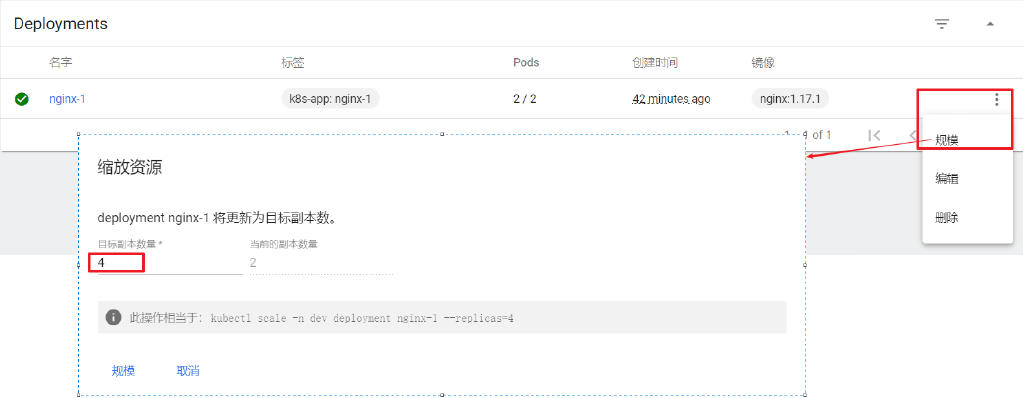 Deployments
名字 标签 Pods 创建时间 镜像
nginx-1 k8s-app: nginx-1 2 / 2 42 minutes ago nginx:1.17.1
of 1
规模
编辑
删除
缩放资源
deployment nginx-1 将更新为目标副本数。
目标副本数量 * 当前的副本数量
4 2
此操作相当于: kubectl scale -n dev deployment nginx-1 --replicas=4
规模 取消